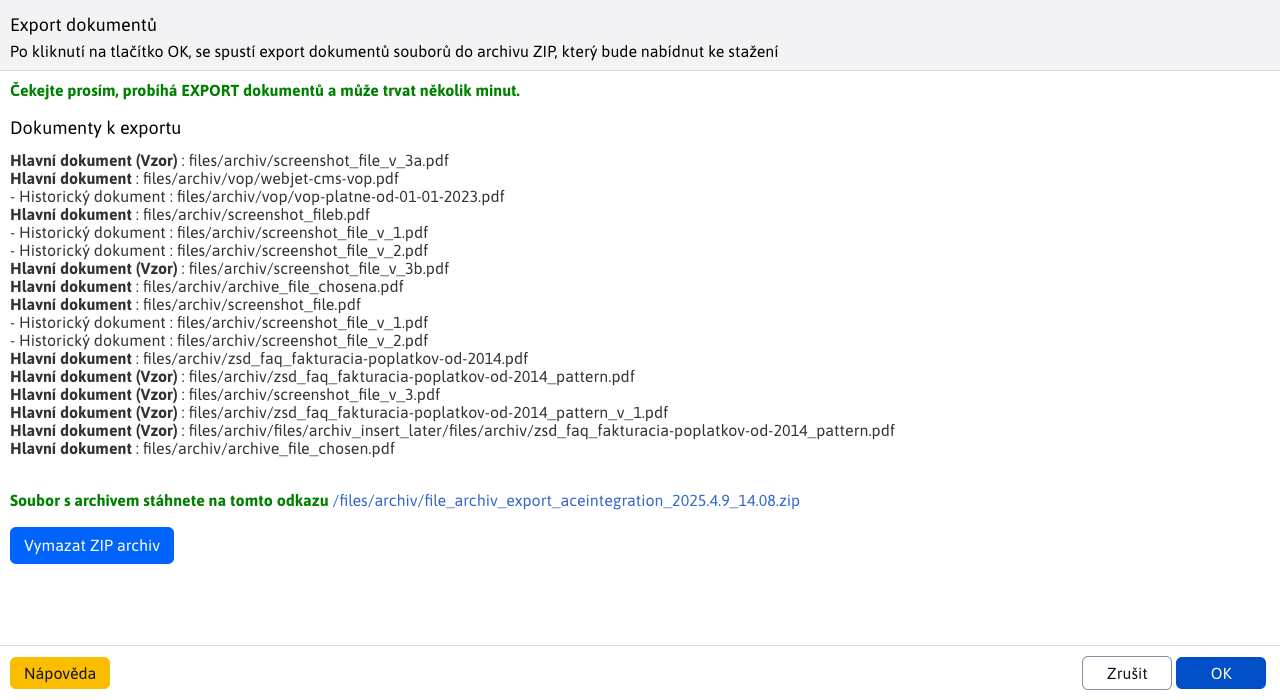 Export dokumentů
Po kliknutí na tlačítko OK, se spustí export dokumentů souborů do archivu ZIP, který bude nabídnut ke stažení
Čekejte prosím, probíhá EXPORT dokumentů a může trvat několik minut.
Dokumenty k exportu
Hlavní dokument (Vzor) : files/archiv/screenshot_file_v_3a.pdf
Hlavní dokument : files/archiv/vop/webjet-cms-vop.pdf
- Historický dokument : files/archiv/vop/vop-platne-od-01-01-2023.pdf
Hlavní dokument : files/archiv/screenshot_fileb.pdf
- Historický dokument : files/archiv/screenshot_file_v_1.pdf
- Historický dokument : files/archiv/screenshot_file_v_2.pdf
Hlavní dokument (Vzor) : files/archiv/screenshot_file_v_3b.pdf
Hlavní dokument : files/archiv/archive_file_chosena.pdf
Hlavní dokument : files/archiv/screenshot_file.pdf
- Historický dokument : files/archiv/screenshot_file_v_1.pdf
- Historický dokument : files/archiv/screenshot_file_v_2.pdf
Hlavní dokument : files/archiv/zsd_faq_fakturacia-poplatkov-od-2014.pdf
Hlavní dokument (Vzor) : files/archiv/zsd_faq_fakturacia-poplatkov-od-2014_pattern.pdf
Hlavní dokument (Vzor) : files/archiv/screenshot_file_v_3.pdf
Hlavní dokument (Vzor) : files/archiv/zsd_faq_fakturacia-poplatkov-od-2014_pattern_v_1.pdf
Hlavní dokument (Vzor) : files/archiv/files/archiv_insert_later/files/archiv/zsd_faq_fakturacia-poplatkov-od-2014_pattern.pdf
Hlavní dokument : files/archiv/archive_file_chosen.pdf
Soubor s archivem stáhnete na tomto odkazu /files/archiv/file_archiv_export_aceintegration_2025.4.9_14.08.zip
Vymazat ZIP archiv
Nápověda
Zrušit
OK